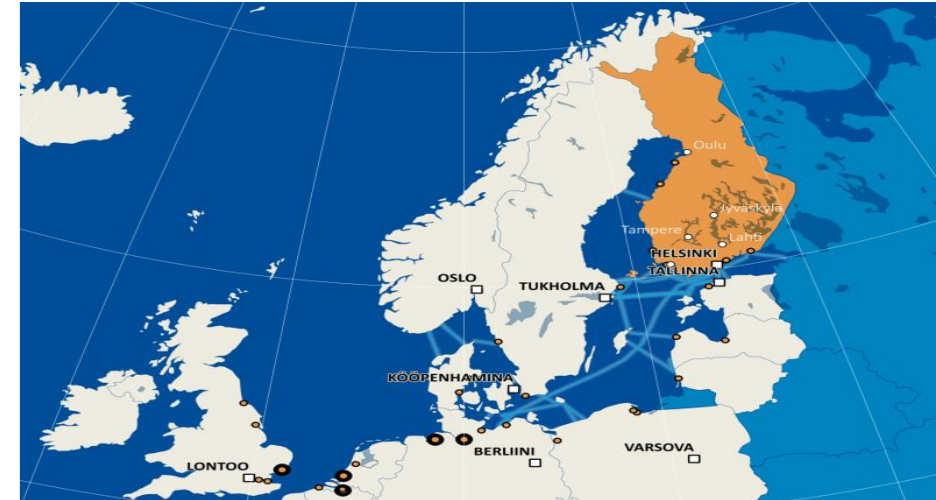 Oulu
Jyväskylä
Tampere
Lahti
HELSINKI
TALLINNA
OSLO
TUKHOLMA
KÖÖPENHAMINA
BERLIINI
VARSOVA
LONTOO